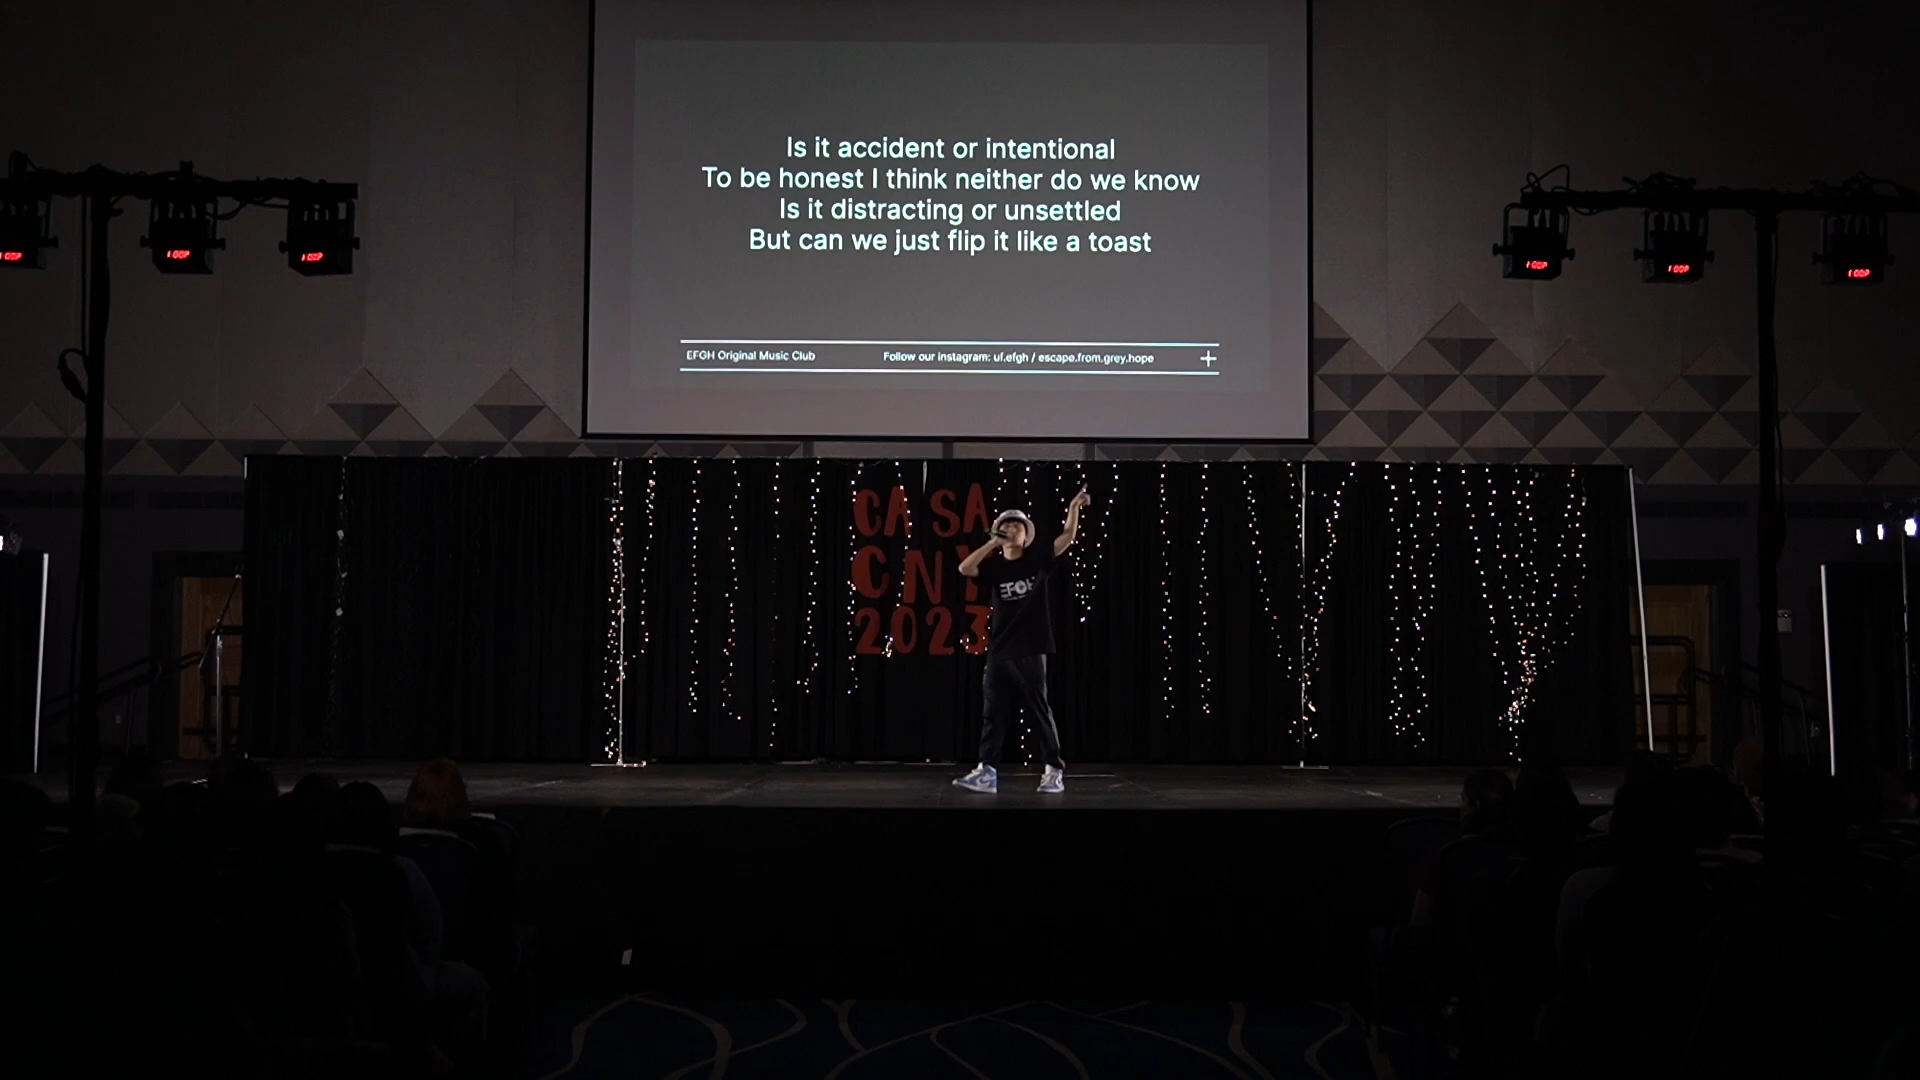 Is it accident or intentional
To be honest I think neither do we know
Is it distracting or unsettled
But can we just flip it like a toast
EFGH Original Music Club
Follow our instagram: uf.efgh / escape.from.grey.hope
CASA
CNY
2023